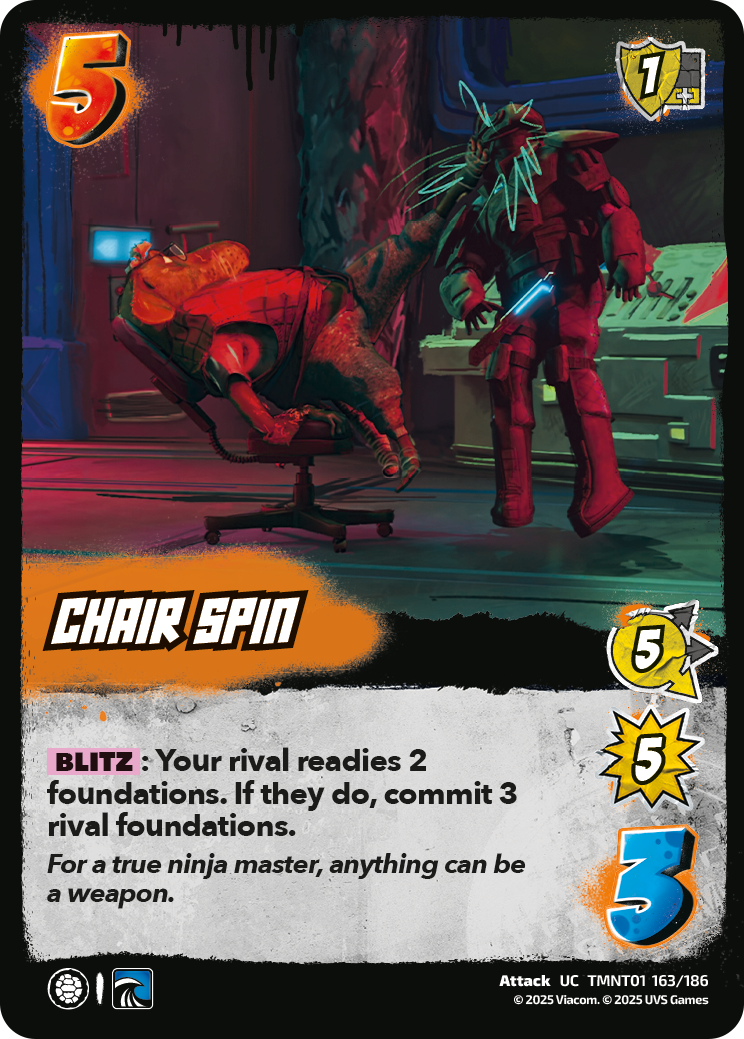 5
1
CHAIR SPIN
5
5
BLITZ : Your rival readies 2
foundations. If they do, commit 3
rival foundations.
For a true ninja master, anything can be
a weapon.
3
Attack UC TMNT01 163/186
© 2025 Viacom. © 2025 UVS Games